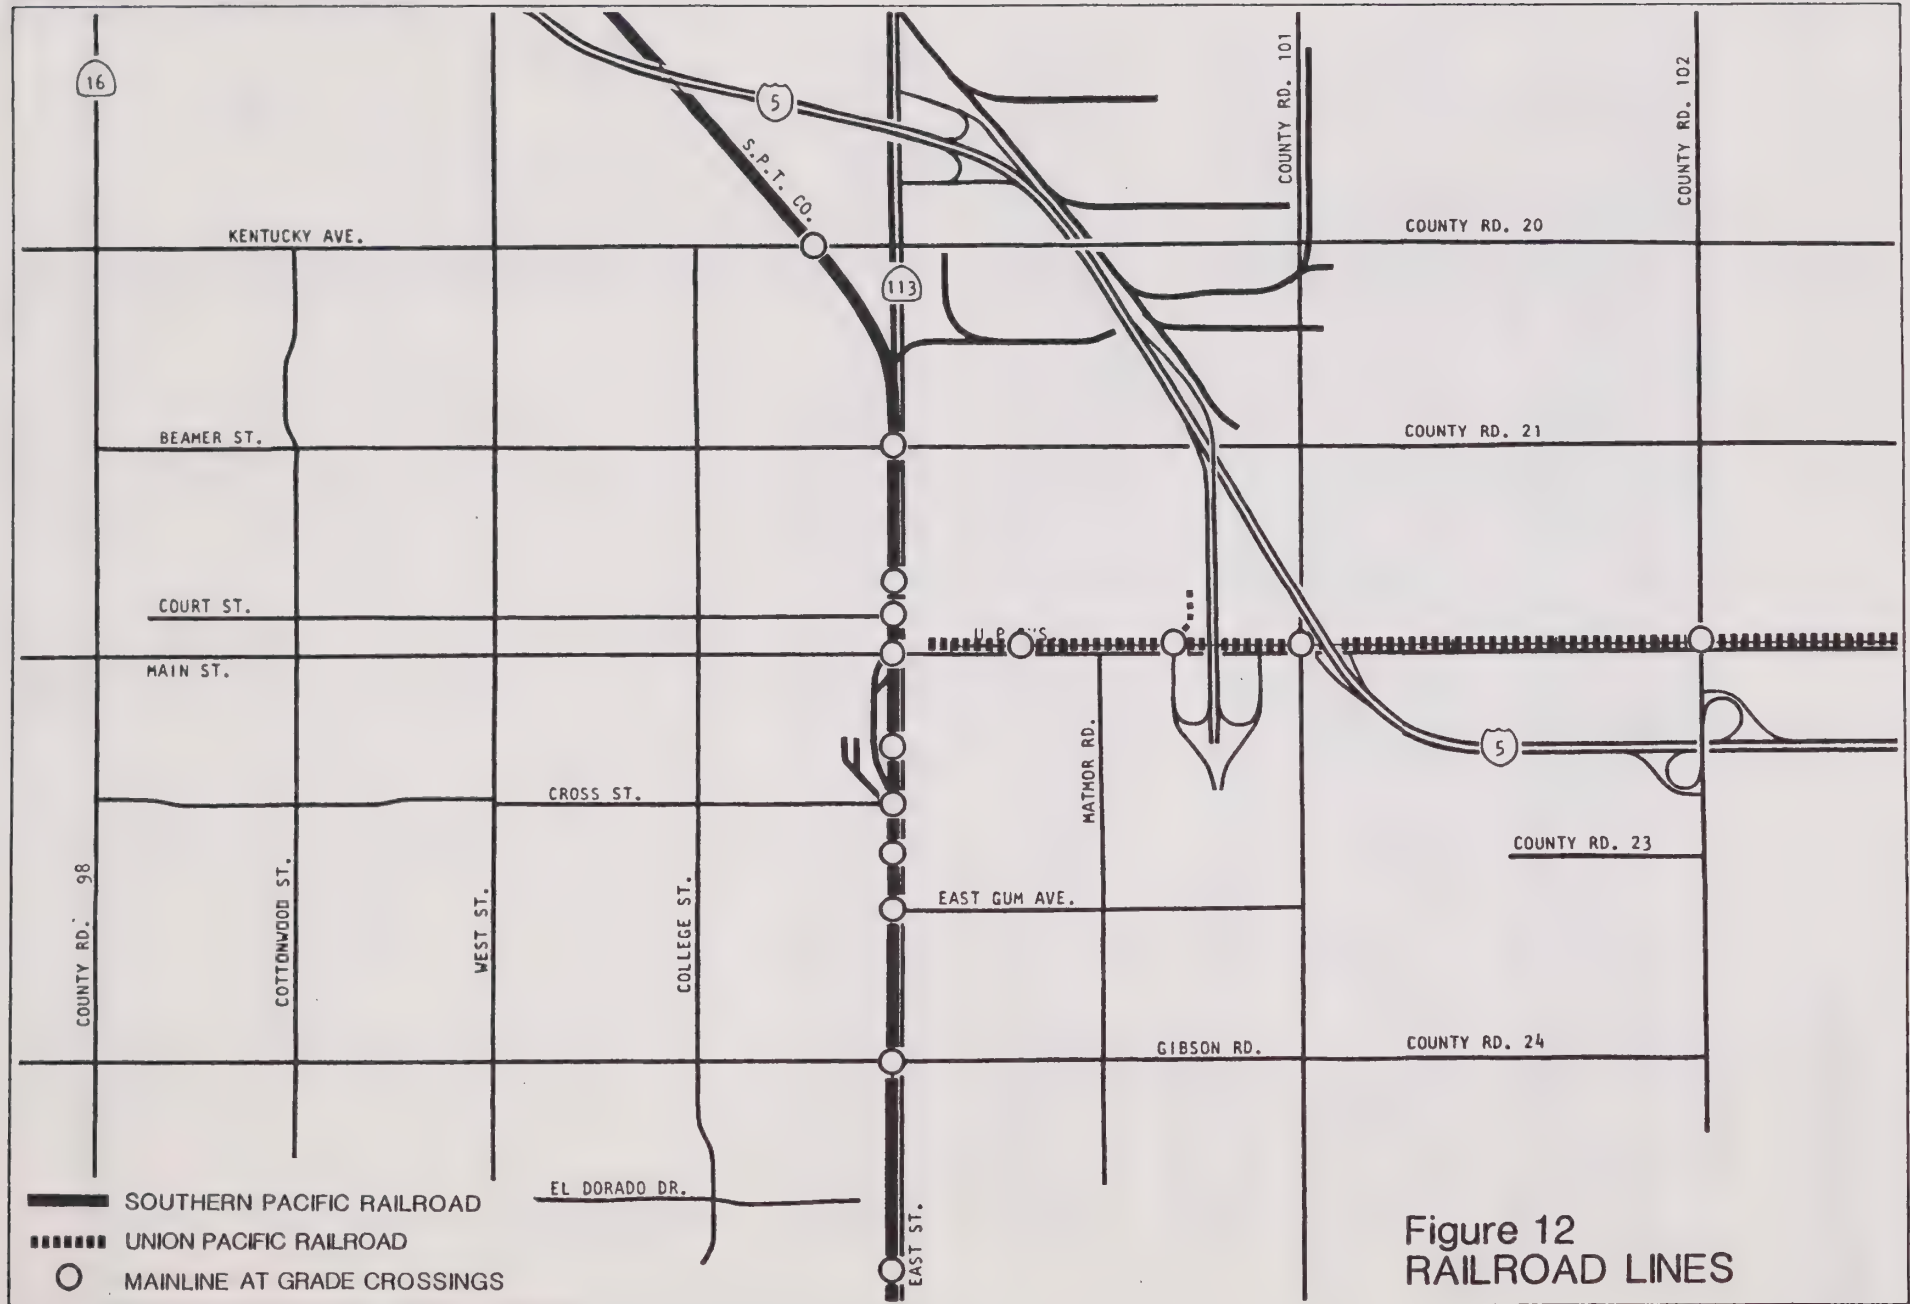 16
5
COUNTY RD. 101
COUNTY RD. 102
S.P.T. CO.
KENTUCKY AVE.
COUNTY RD. 20
113
BEAMER ST.
COUNTY RD. 21
COURT ST.
MAIN ST.
MATMOR RD.
5
CROSS ST.
COUNTY RD. 23
COUNTY RD. 98
COTTONWOOD ST.
WEST ST.
COLLEGE ST.
EAST GUM AVE.
GIBSON RD.
COUNTY RD. 24
EL DORADO DR.
EAST ST.
SOUTHERN PACIFIC RAILROAD
UNION PACIFIC RAILROAD
MAINLINE AT GRADE CROSSINGS
Figure 12
RAILROAD LINES